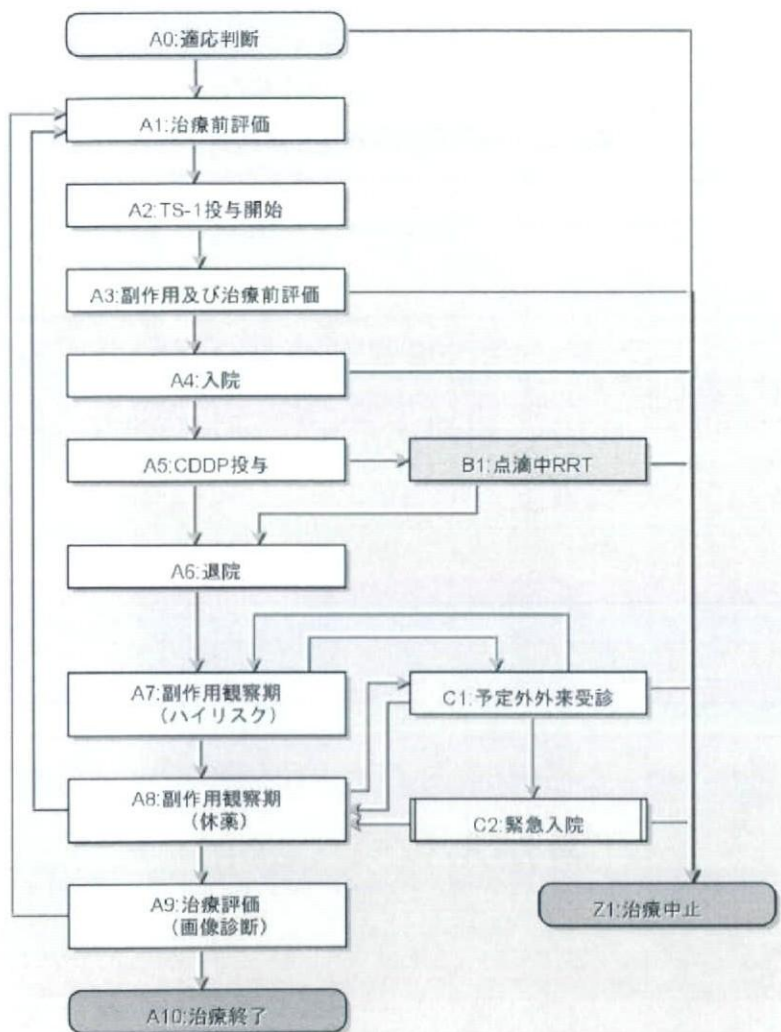 A0:適応判断
A1:治療前評価
A2:TS-1投与開始
A3:副作用及び治療前評価
A4:入院
A5:CDDP投与
B1:点滴中RRT
A6:退院
A7:副作用観察期
(ハイリスク)
C1:予定外外来受診
A8:副作用観察期
(休薬)
C2:緊急入院
A9:治療評価
(画像診断)
Z1:治療中止
A10:治療終了